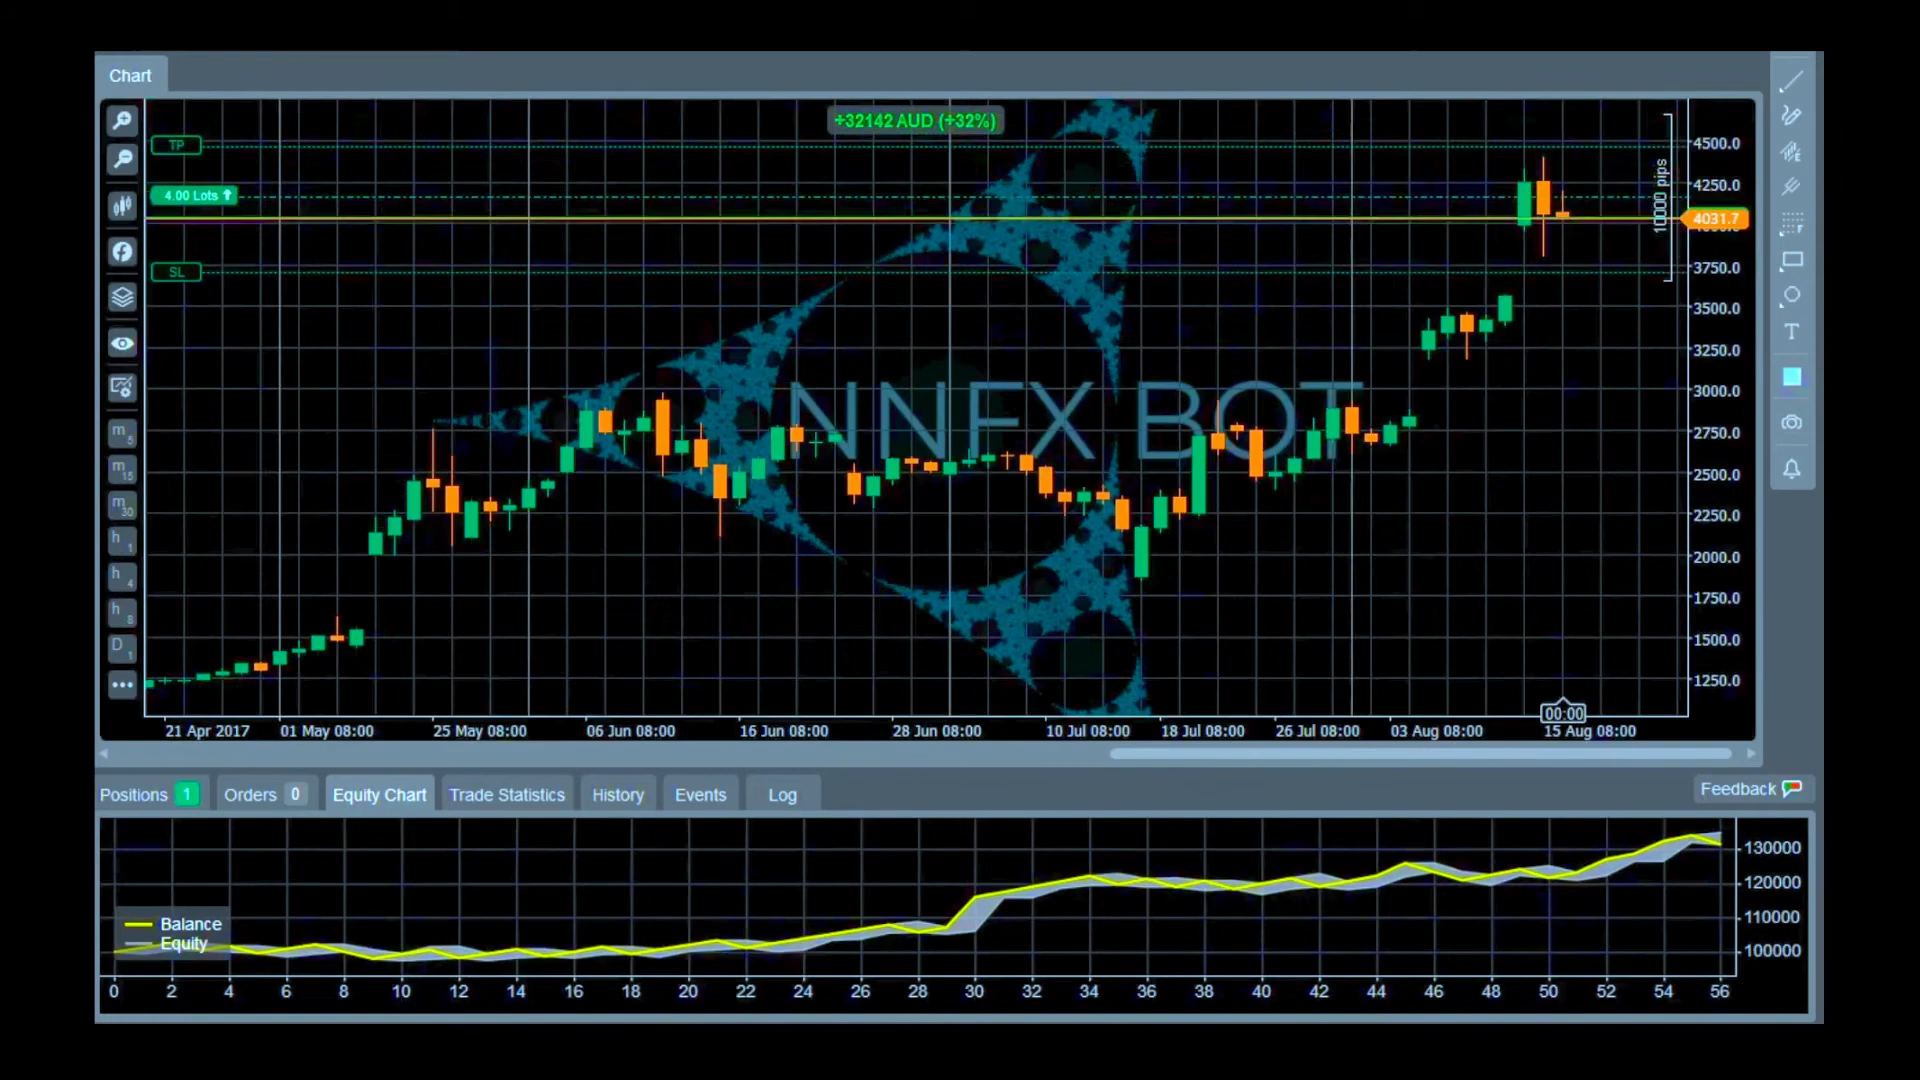 Chart
+32142 AUD (+32%)
TP
4.00 Lots
SL
10000 pips
4500.0
4250.0
4031.7
3750.0
3500.0
3250.0
3000.0
2750.0
2500.0
2250.0
2000.0
1750.0
1500.0
1250.0
NNFX BOT
m 5
m 15
m 30
h 1
h 4
h 8
D 1
T
00:00
21 Apr 2017 01 May 08:00 25 May 08:00 06 Jun 08:00 16 Jun 08:00 28 Jun 08:00 10 Jul 08:00 18 Jul 08:00 26 Jul 08:00 03 Aug 08:00 15 Aug 08:00
Positions 1 Orders 0 Equity Chart Trade Statistics History Events Log Feedback
Balance
Equity
130000
120000
110000
100000
0 2 4 6 8 10 12 14 16 18 20 22 24 26 28 30 32 34 36 38 40 42 44 46 48 50 52 54 56